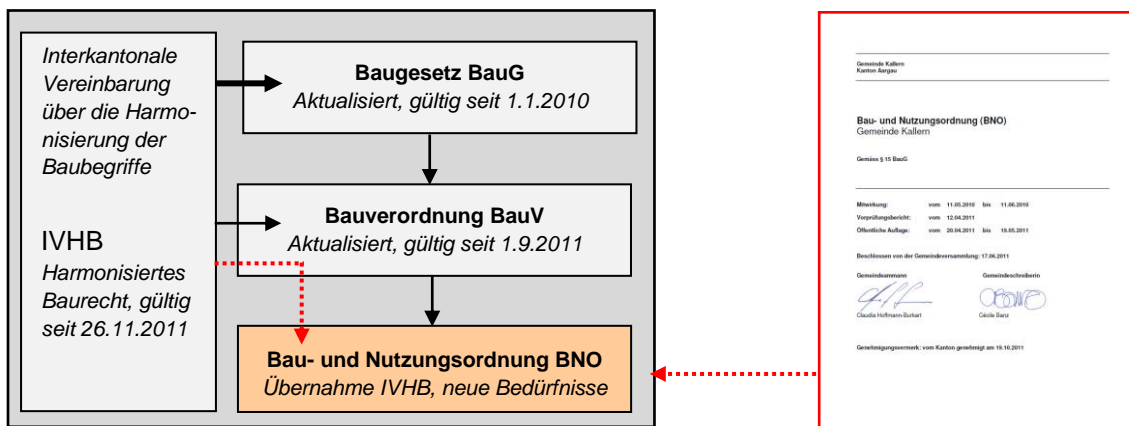 Interkantonale
Vereinbarung
über die Harmo-
nisierung der
Baubegriffe
IVHB
Harmonisiertes
Baurecht, gültig
seit 26.11.2011
Baugesetz BauG
Aktualisiert, gültig seit 1.1.2010
Bauverordnung BauV
Aktualisiert, gültig seit 1.9.2011
Bau- und Nutzungsordnung BNO
Übernahme IVHB, neue Bedürfnisse
Gemeinde Kallern
Kanton Aargau
Bau- und Nutzungsordnung (BNO)
Gemeinde Kallern
Gemäss § 15 BauG
Mitwirkung: vom 11.05.2010 bis 11.06.2010
Vorprüfungsbericht: vom 12.04.2011
Öffentliche Auflage: vom 20.04.2011 bis 19.05.2011
Beschlossen von der Gemeindeversammlung: 17.06.2011
Gemeindeammann Gemeindeschreiberin
Claudia Hoffmann-Burkart Cécile Banz
Genehmigungsvermerk: vom Kanton genehmigt am 19.10.2011